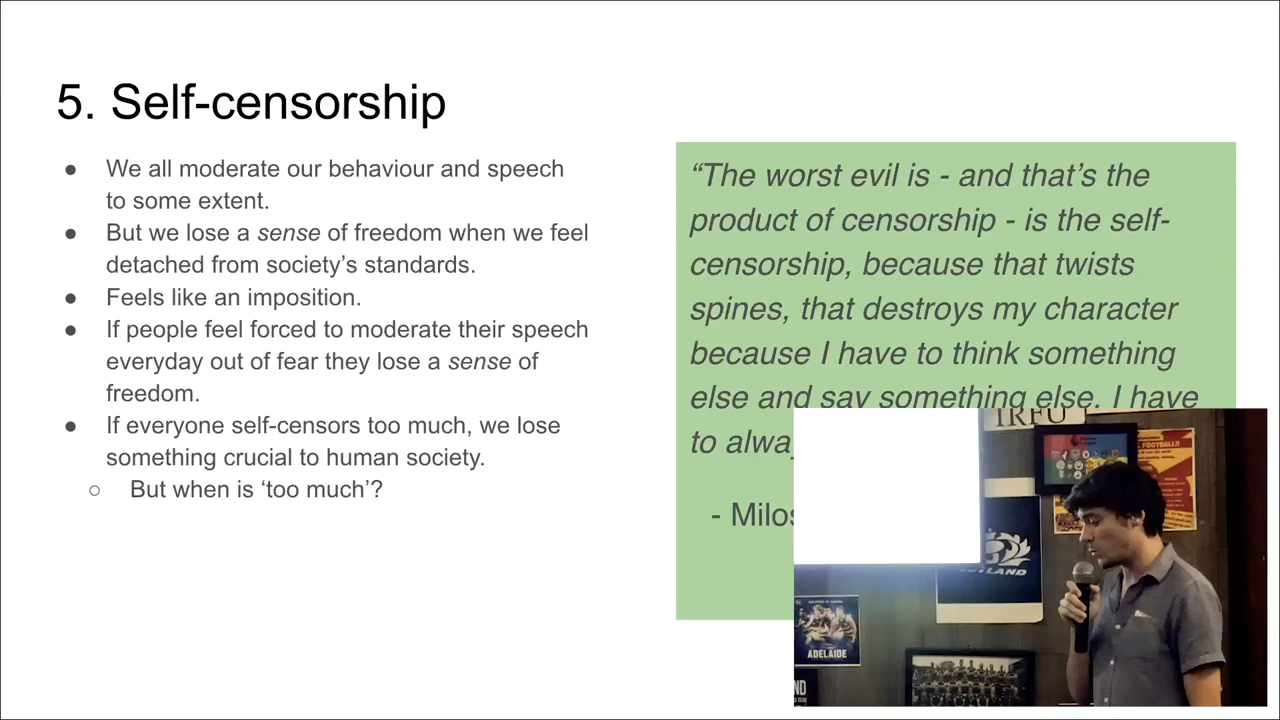 5. Self-censorship
● We all moderate our behaviour and speech
to some extent.
● But we lose a sense of freedom when we feel
detached from society’s standards.
● Feels like an imposition.
● If people feel forced to moderate their speech
everyday out of fear they lose a sense of
freedom.
● If everyone self-censors too much, we lose
something crucial to human society.
○ But when is ‘too much’?
“The worst evil is - and that’s the
product of censorship - is the self-
censorship, because that twists
spines, that destroys my character
because I have to think something
else and say something else. I have
to
- Milos
IRFU
FOOTBALL!!
SCOTLAND
ADELAIDE